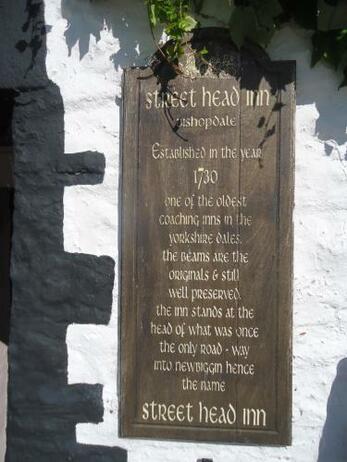 Street Head Inn
Bishopdale
Established in the year
1730
one of the oldest
coaching inns in the
yorkshire dales.
the beams are the
originals & still
well preserved.
the inn stands at the
head of what was once
the only road - way
into newbiggin hence
the name
Street Head Inn